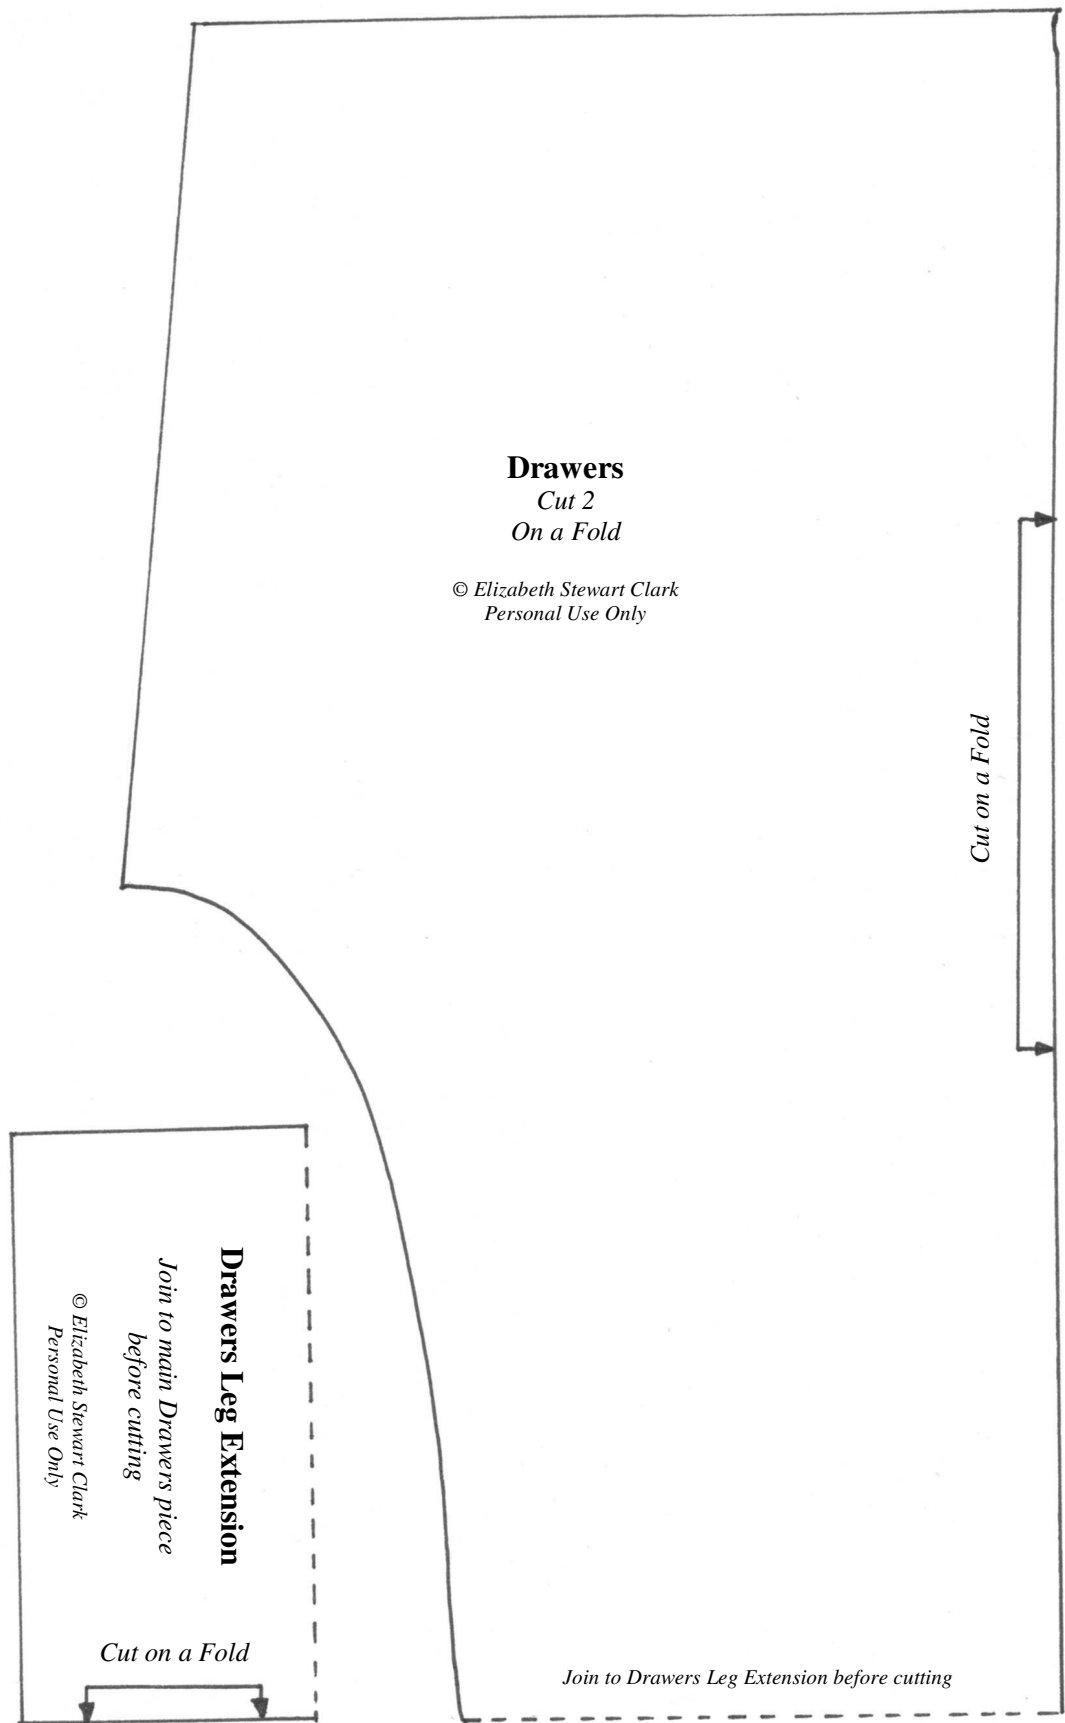 Drawers
Cut 2
On a Fold
© Elizabeth Stewart Clark
Personal Use Only
Cut on a Fold
Drawers Leg Extension
Join to main Drawers piece
before cutting
© Elizabeth Stewart Clark
Personal Use Only
Cut on a Fold
Join to Drawers Leg Extension before cutting